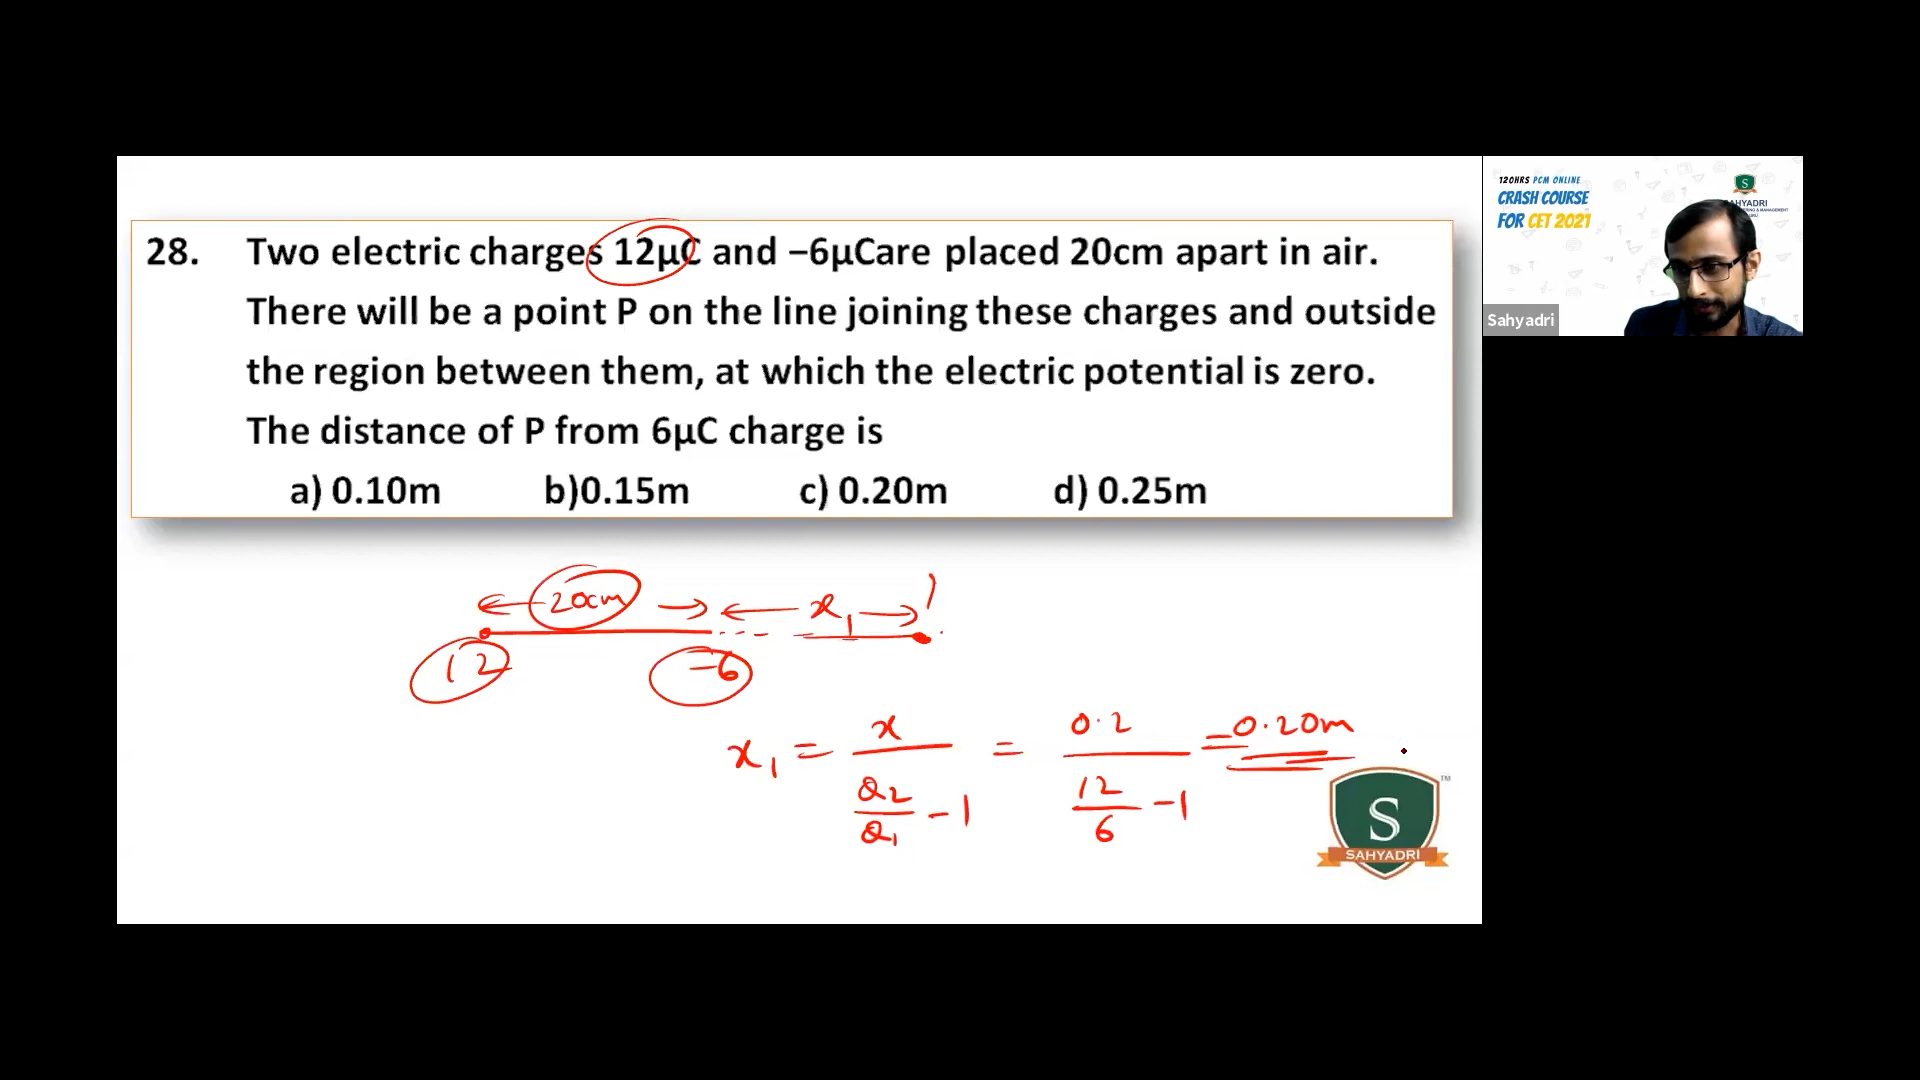 28. Two electric charges 12μC and −6μCare placed 20cm apart in air.
There will be a point P on the line joining these charges and outside
the region between them, at which the electric potential is zero.
The distance of P from 6μC charge is
a) 0.10m b)0.15m c) 0.20m d) 0.25m
20cm x₁
12 −6
x₁ = x / (Q₂/Q₁ − 1) = 0.2 / (12/6 − 1) = 0.20m
S
SAHYADRI
TM
120HRS PCM ONLINE
CRASH COURSE
FOR CET 2021
S
AHYADRI
Sahyadri